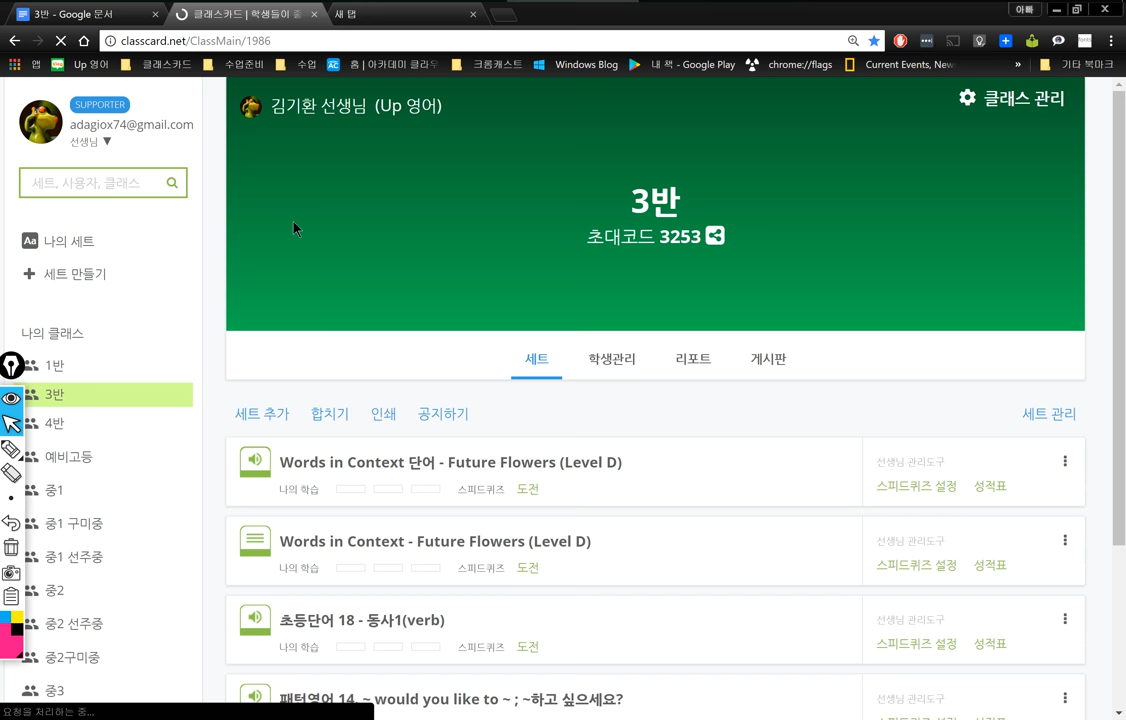 아빠
3반 - Google 문서
클래스카드 | 학생들이 좋
새 탭
classcard.net/ClassMain/1986
앱
Up 영어
클래스카드
수업준비
수업
홈 | 아카데미 클라우
크롬캐스트
Windows Blog
내 책 - Google Play
chrome://flags
Current Events, New
»
기타 북마크
SUPPORTER
adagiox74@gmail.com
선생님 ▼
세트, 사용자, 클래스
Aa 나의 세트
+ 세트 만들기
나의 클래스
1반
3반
4반
예비고등
중1
중1 구미중
중1 선주중
중2
중2 선주중
중2구미중
중3
요청을 처리하는 중...
김기환 선생님 (Up 영어)
클래스 관리
3반
초대코드 3253
세트 학생관리 리포트 게시판
세트 추가 합치기 인쇄 공지하기
세트 관리
Words in Context 단어 - Future Flowers (Level D)
나의 학습 스피드퀴즈 도전
선생님 관리도구
스피드퀴즈 설정 성적표
Words in Context - Future Flowers (Level D)
나의 학습 스피드퀴즈 도전
선생님 관리도구
스피드퀴즈 설정 성적표
초등단어 18 - 동사1(verb)
나의 학습 스피드퀴즈 도전
선생님 관리도구
스피드퀴즈 설정 성적표
패턴영어 14. ~ would you like to ~ ; ~하고 싶으세요?
선생님 관리도구